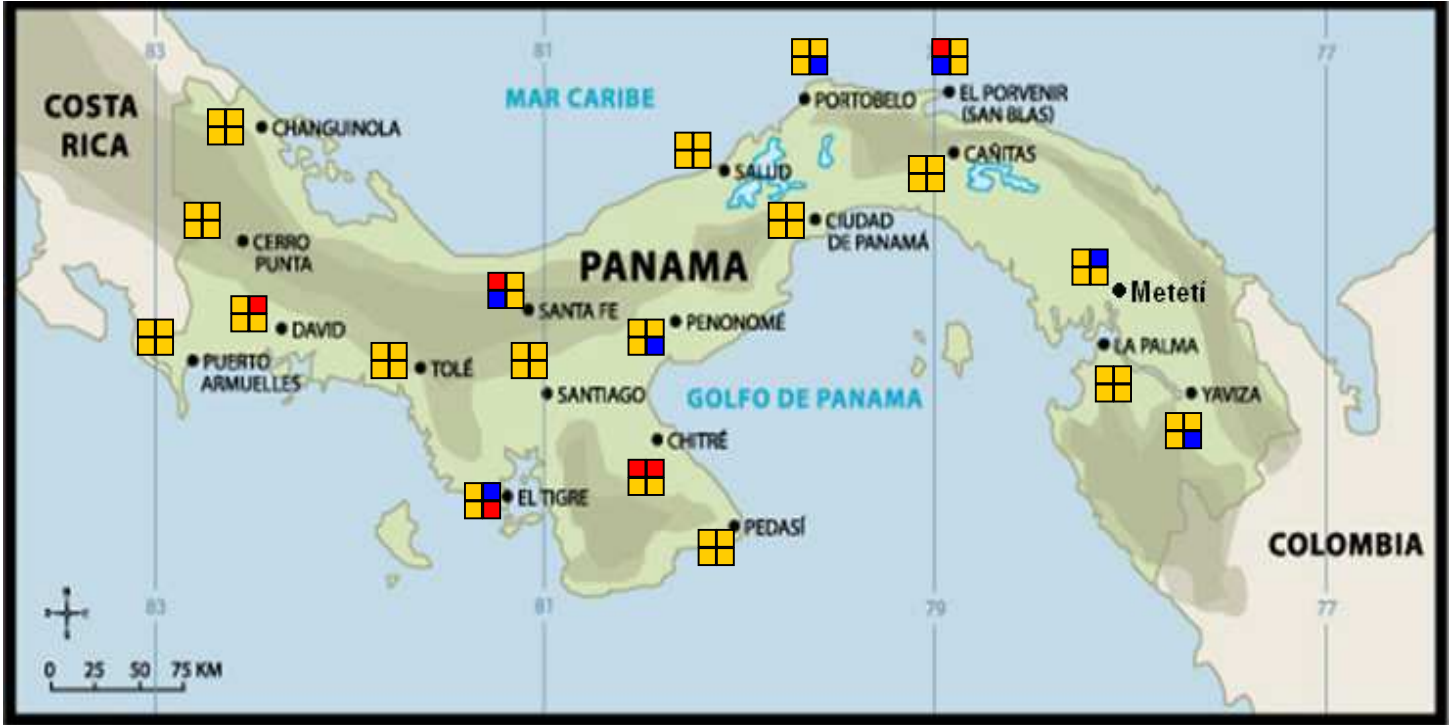 83
81
77
COSTA
RICA
MAR CARIBE
PORTOBELO
EL PORVENIR
(SAN BLAS)
CHANGUINOLA
SALUD
CAÑITAS
CERRO
PUNTA
CIUDAD
DE PANAMÁ
PANAMA
Metetí
SANTA FE
PENONOMÉ
DAVID
LA PALMA
PUERTO
ARMUELLES
TOLÉ
SANTIAGO
GOLFO DE PANAMA
YAVIZA
CHITRÉ
EL TIGRE
PEDASÍ
COLOMBIA
83
81
79
77
0 25 50 75 KM